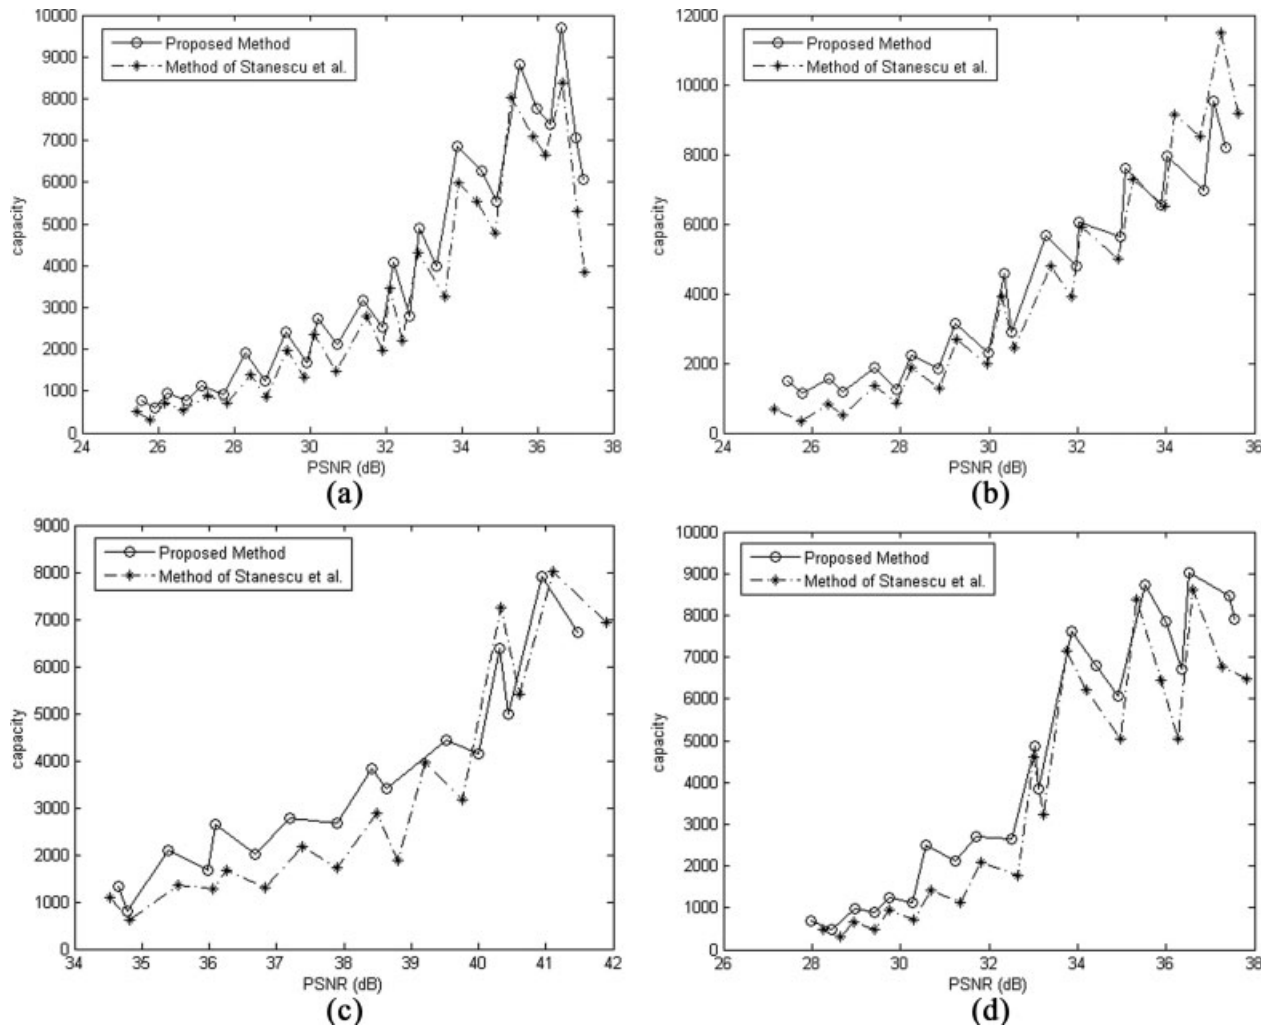 10000
9000
8000
7000
6000
5000
4000
3000
2000
1000
0
capacity
Proposed Method
Method of Stanescu et al.
24 26 28 30 32 34 36 38
PSNR (dB)
(a)
12000
10000
8000
6000
4000
2000
0
capacity
Proposed Method
Method of Stanescu et al.
24 26 28 30 32 34 36
PSNR (dB)
(b)
9000
8000
7000
6000
5000
4000
3000
2000
1000
0
capacity
Proposed Method
Method of Stanescu et al.
34 35 36 37 38 39 40 41 42
PSNR (dB)
(c)
10000
9000
8000
7000
6000
5000
4000
3000
2000
1000
0
capacity
Proposed Method
Method of Stanescu et al.
26 28 30 32 34 36 38
PSNR (dB)
(d)